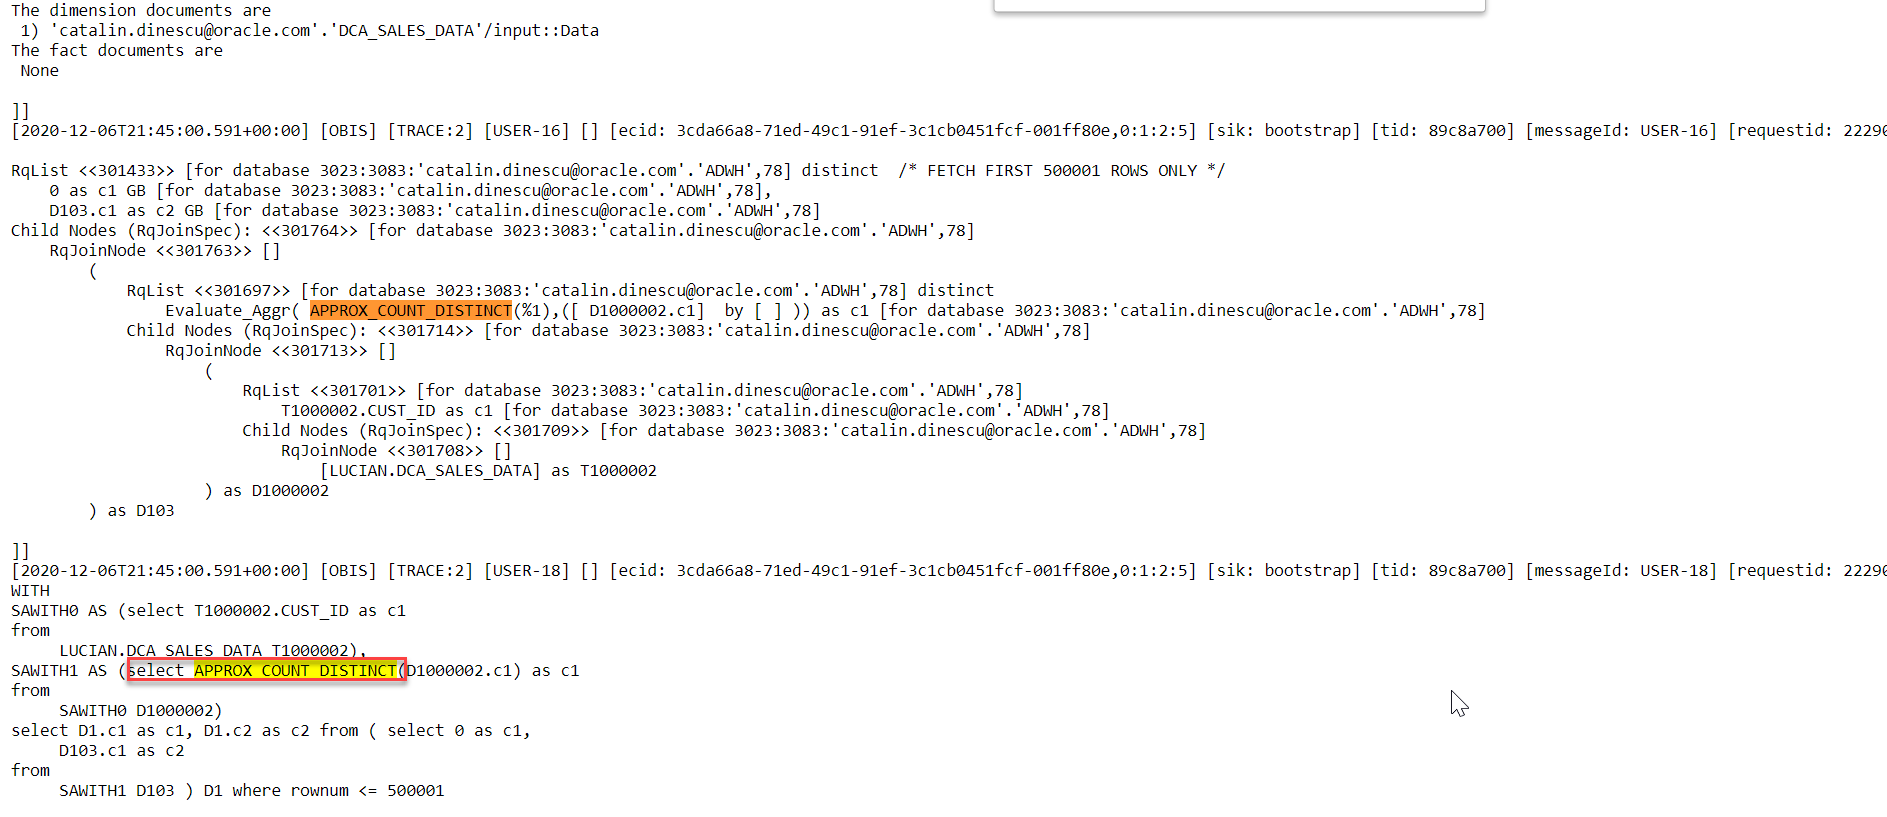 The dimension documents are
 1) 'catalin.dinescu@oracle.com'.'DCA_SALES_DATA'/input::Data
The fact documents are
 None
]]
[2020-12-06T21:45:00.591+00:00] [OBIS] [TRACE:2] [USER-16] [] [ecid: 3cda66a8-71ed-49c1-91ef-3c1cb0451fcf-001ff80e,0:1:2:5] [sik: bootstrap] [tid: 89c8a700] [messageId: USER-16] [requestid: 22290
RqList <<301433>> [for database 3023:3083:'catalin.dinescu@oracle.com'.'ADWH',78] distinct  /* FETCH FIRST 500001 ROWS ONLY */
    0 as c1 GB [for database 3023:3083:'catalin.dinescu@oracle.com'.'ADWH',78],
    D103.c1 as c2 GB [for database 3023:3083:'catalin.dinescu@oracle.com'.'ADWH',78]
Child Nodes (RqJoinSpec): <<301764>> [for database 3023:3083:'catalin.dinescu@oracle.com'.'ADWH',78]
    RqJoinNode <<301763>> []
        (
            RqList <<301697>> [for database 3023:3083:'catalin.dinescu@oracle.com'.'ADWH',78] distinct
                Evaluate_Aggr( APPROX_COUNT_DISTINCT(%1),([ D1000002.c1]  by [ ] )) as c1 [for database 3023:3083:'catalin.dinescu@oracle.com'.'ADWH',78]
            Child Nodes (RqJoinSpec): <<301714>> [for database 3023:3083:'catalin.dinescu@oracle.com'.'ADWH',78]
                RqJoinNode <<301713>> []
                    (
                        RqList <<301701>> [for database 3023:3083:'catalin.dinescu@oracle.com'.'ADWH',78]
                            T1000002.CUST_ID as c1 [for database 3023:3083:'catalin.dinescu@oracle.com'.'ADWH',78]
                        Child Nodes (RqJoinSpec): <<301709>> [for database 3023:3083:'catalin.dinescu@oracle.com'.'ADWH',78]
                            RqJoinNode <<301708>> []
                                [LUCIAN.DCA_SALES_DATA] as T1000002
                    ) as D1000002
        ) as D103
]]
[2020-12-06T21:45:00.591+00:00] [OBIS] [TRACE:2] [USER-18] [] [ecid: 3cda66a8-71ed-49c1-91ef-3c1cb0451fcf-001ff80e,0:1:2:5] [sik: bootstrap] [tid: 89c8a700] [messageId: USER-18] [requestid: 22290
WITH
SAWITH0 AS (select T1000002.CUST_ID as c1
from
     LUCIAN.DCA_SALES_DATA T1000002),
SAWITH1 AS (select APPROX_COUNT_DISTINCT(D1000002.c1) as c1
from
     SAWITH0 D1000002)
select D1.c1 as c1, D1.c2 as c2 from ( select 0 as c1,
     D103.c1 as c2
from
     SAWITH1 D103 ) D1 where rownum <= 500001